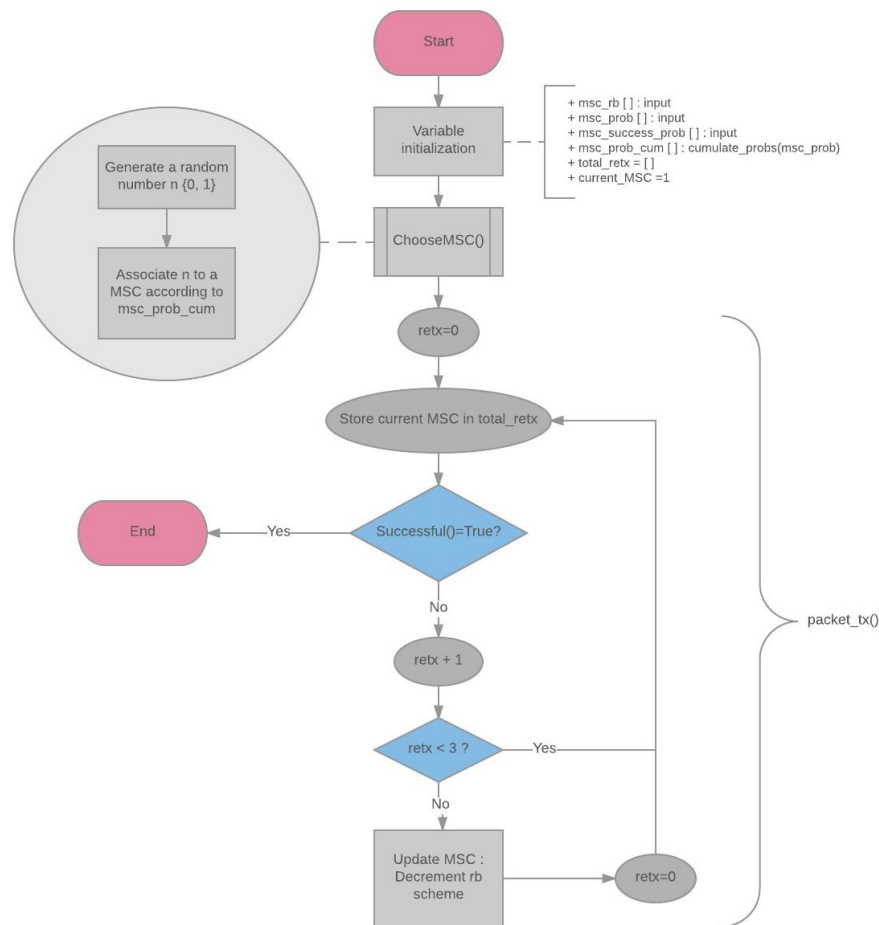 Start
Variable
initialization
+ msc_rb [ ] : input
+ msc_prob [ ] : input
+ msc_success_prob [ ] : input
+ msc_prob_cum [ ] : cumulate_probs(msc_prob)
+ total_retx = [ ]
+ current_MSC =1
Generate a random
number n {0, 1}
Associate n to a
MSC according to
msc_prob_cum
ChooseMSC()
retx=0
Store current MSC in total_retx
Successful()=True?
Yes
End
No
retx + 1
retx < 3 ?
Yes
No
Update MSC :
Decrement rb
scheme
retx=0
packet_tx()